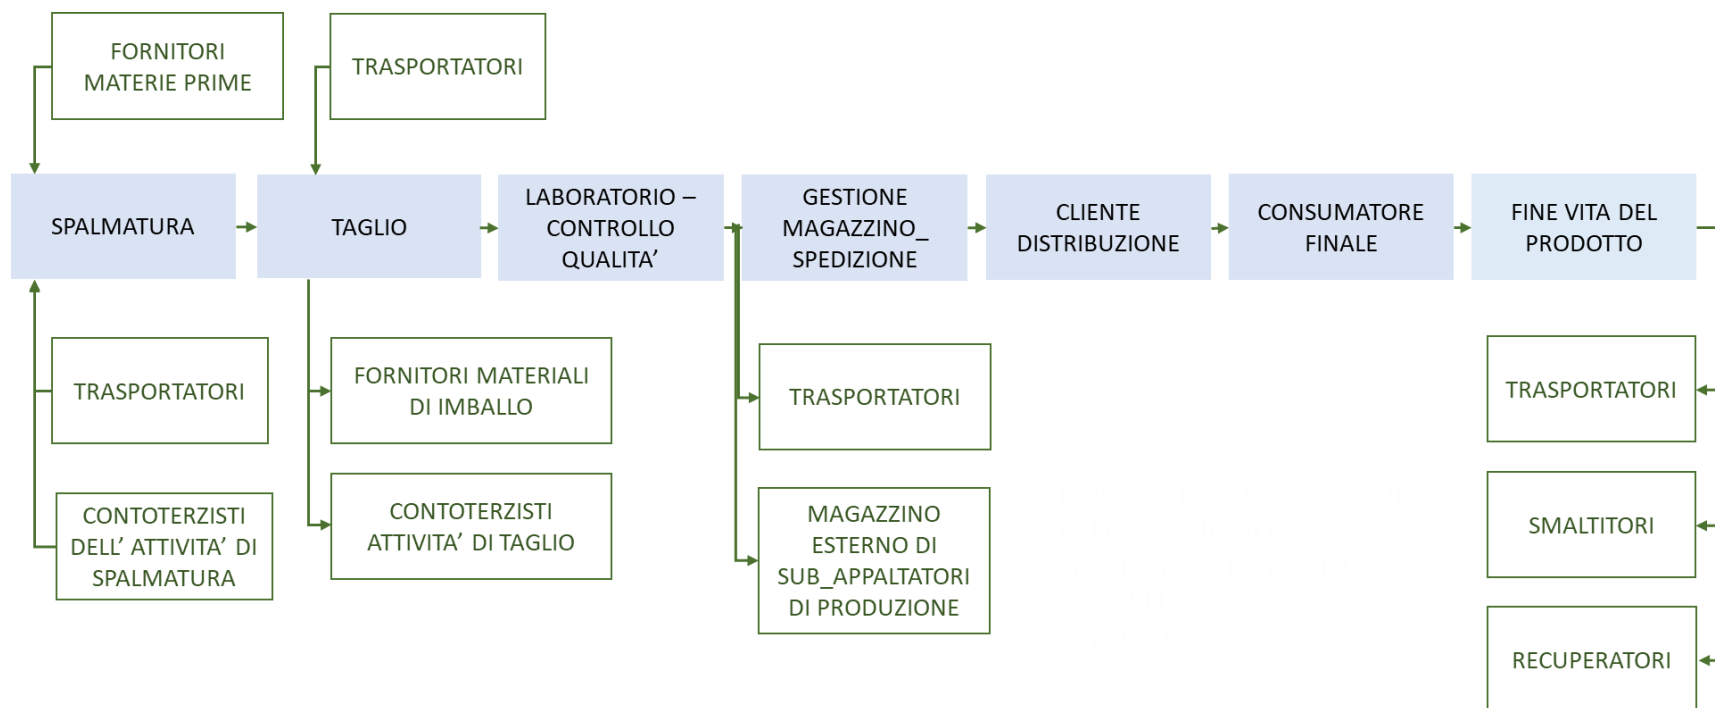 FORNITORI
MATERIE PRIME
TRASPORTATORI
SPALMATURA
TAGLIO
LABORATORIO –
CONTROLLO
QUALITA’
GESTIONE
MAGAZZINO_
SPEDIZIONE
CLIENTE
DISTRIBUZIONE
CONSUMATORE
FINALE
FINE VITA DEL
PRODOTTO
TRASPORTATORI
CONTOTERZISTI
DELL’ ATTIVITA’ DI
SPALMATURA
FORNITORI MATERIALI
DI IMBALLO
CONTOTERZISTI
ATTIVITA’ DI TAGLIO
TRASPORTATORI
MAGAZZINO
ESTERNO DI
SUB_APPALTATORI
DI PRODUZIONE
TRASPORTATORI
SMALTITORI
RECUPERATORI